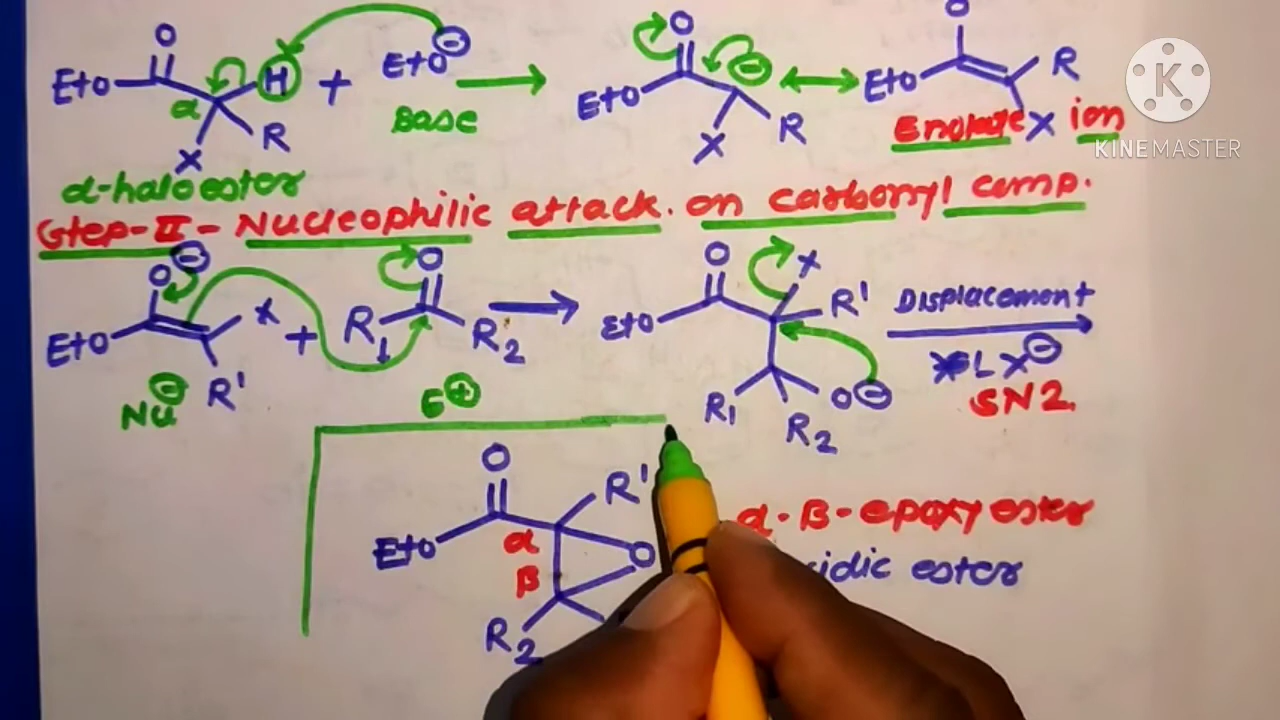 O O O
EtO H + EtO⊖ EtO ⊖ ↔ EtO R
α X R Base X R Enolate X ion
α-haloester
K
KINEMASTER
Step-II- Nucleophilic attack. on carbonyl comp.
O⊖ O O X
EtO X + R1 R2 EtO R' Displacement
R' R1 O⊖ L X⊖
Nu⊖ E⊕ R2 SN2.
O R'
EtO α O α-β-epoxy ester
β idic ester
R2